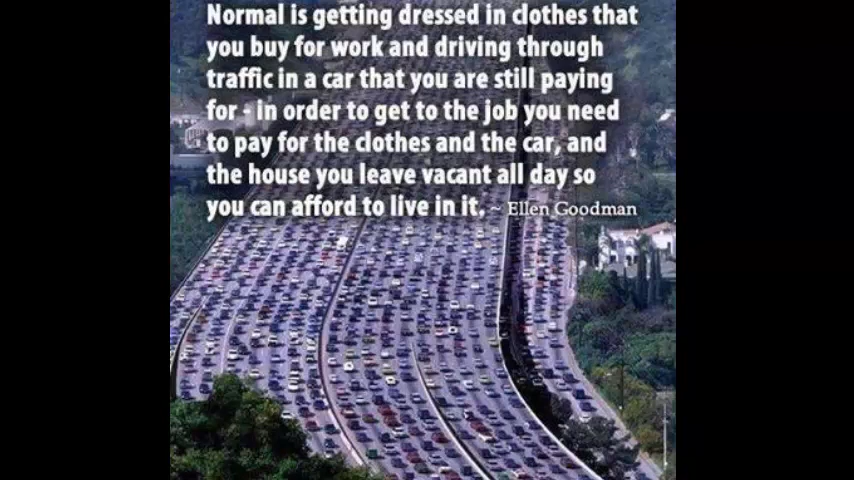 Normal is getting dressed in clothes that
you buy for work and driving through
traffic in a car that you are still paying
for - in order to get to the job you need
to pay for the clothes and the car, and
the house you leave vacant all day so
you can afford to live in it. ~ Ellen Goodman